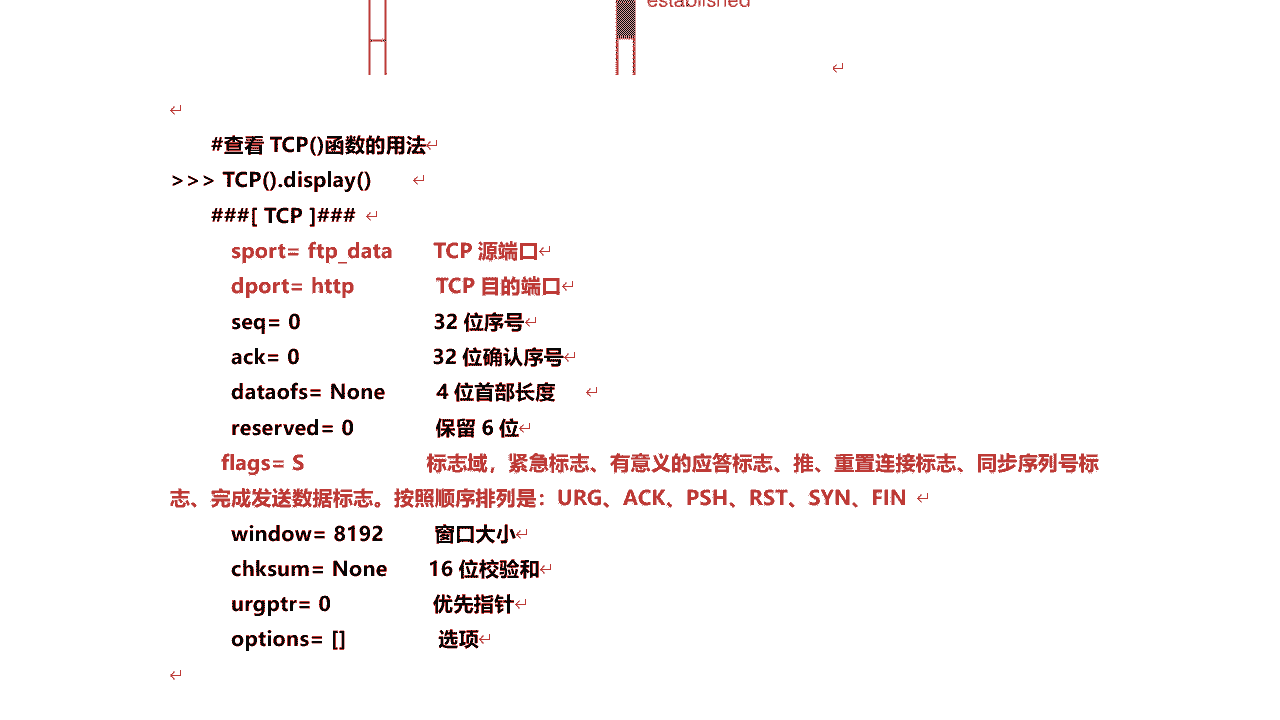 established
#查看 TCP()函数的用法
>>> TCP().display()
###[ TCP ]###
sport= ftp_data TCP 源端口
dport= http TCP 目的端口
seq= 0 32 位序号
ack= 0 32 位确认序号
dataofs= None 4 位首部长度
reserved= 0 保留 6 位
flags= S 标志域，紧急标志、有意义的应答标志、推、重置连接标志、同步序列号标
志、完成发送数据标志。按照顺序排列是：URG、ACK、PSH、RST、SYN、FIN
window= 8192 窗口大小
chksum= None 16 位校验和
urgptr= 0 优先指针
options= [] 选项